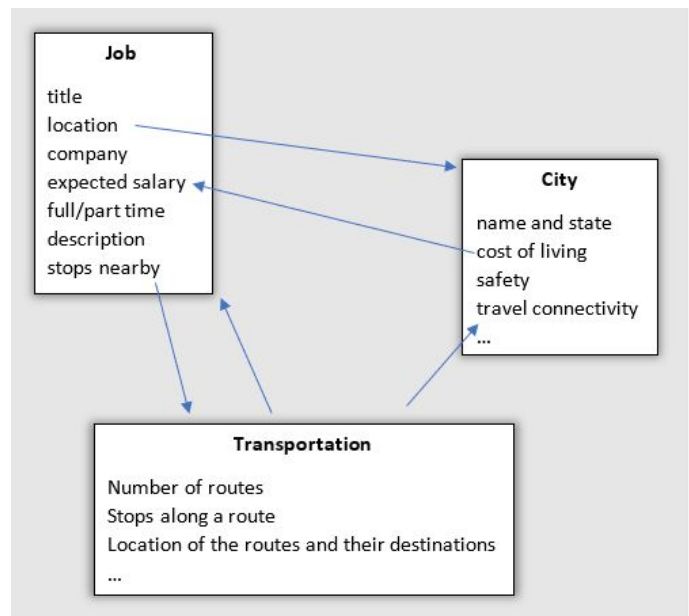 Job
title
location
company
expected salary
full/part time
description
stops nearby
City
name and state
cost of living
safety
travel connectivity
...
Transportation
Number of routes
Stops along a route
Location of the routes and their destinations
...